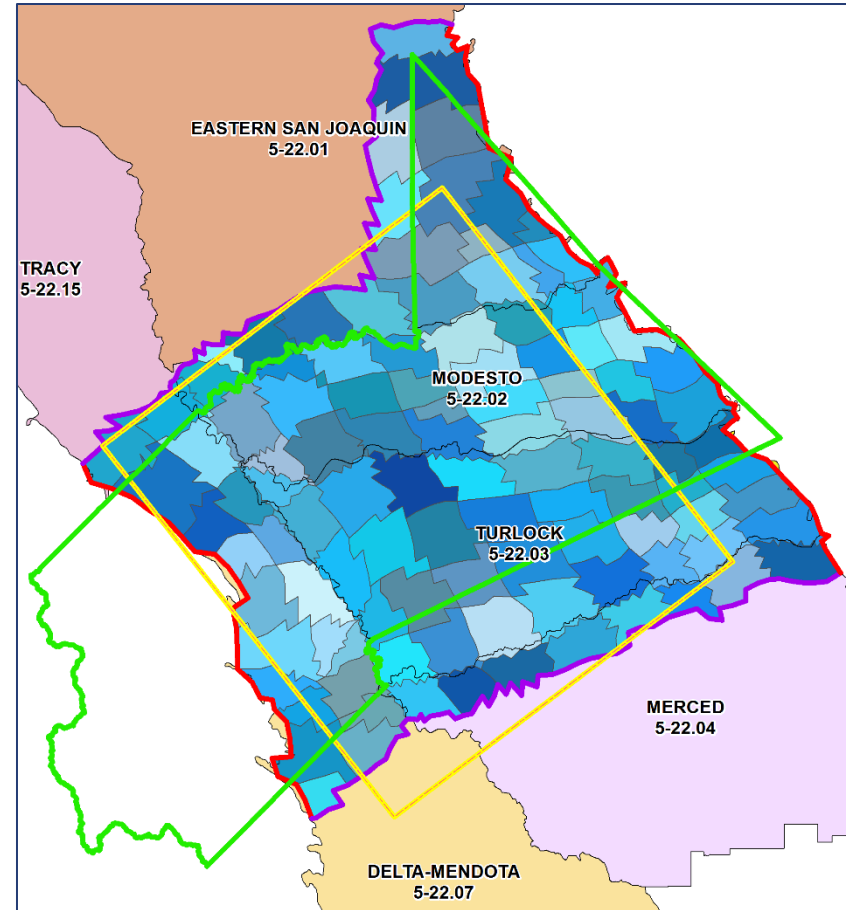 EASTERN SAN JOAQUIN
5-22.01
TRACY
5-22.15
MODESTO
5-22.02
TURLOCK
5-22.03
MERCED
5-22.04
DELTA-MENDOTA
5-22.07